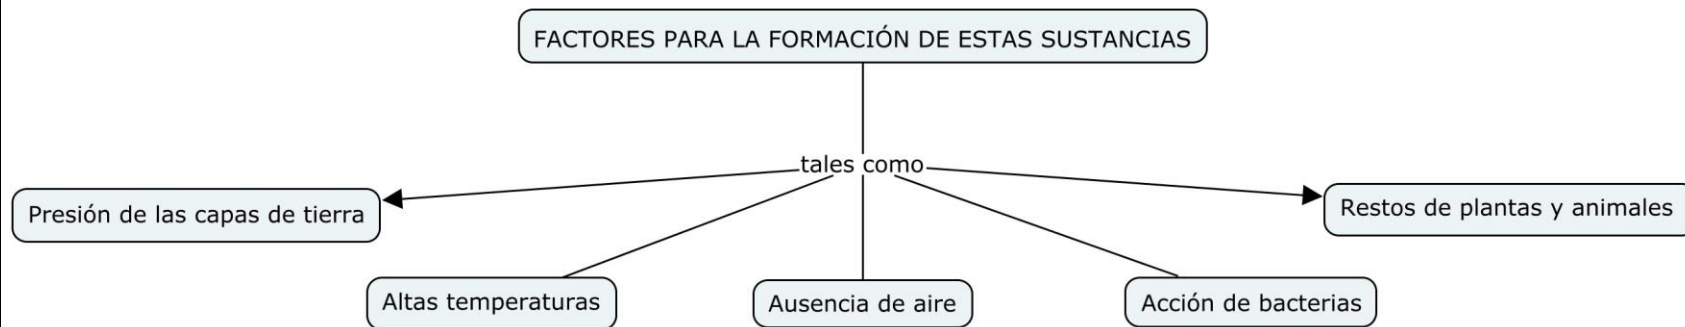 FACTORES PARA LA FORMACIÓN DE ESTAS SUSTANCIAS
tales como
Presión de las capas de tierra
Altas temperaturas
Ausencia de aire
Acción de bacterias
Restos de plantas y animales